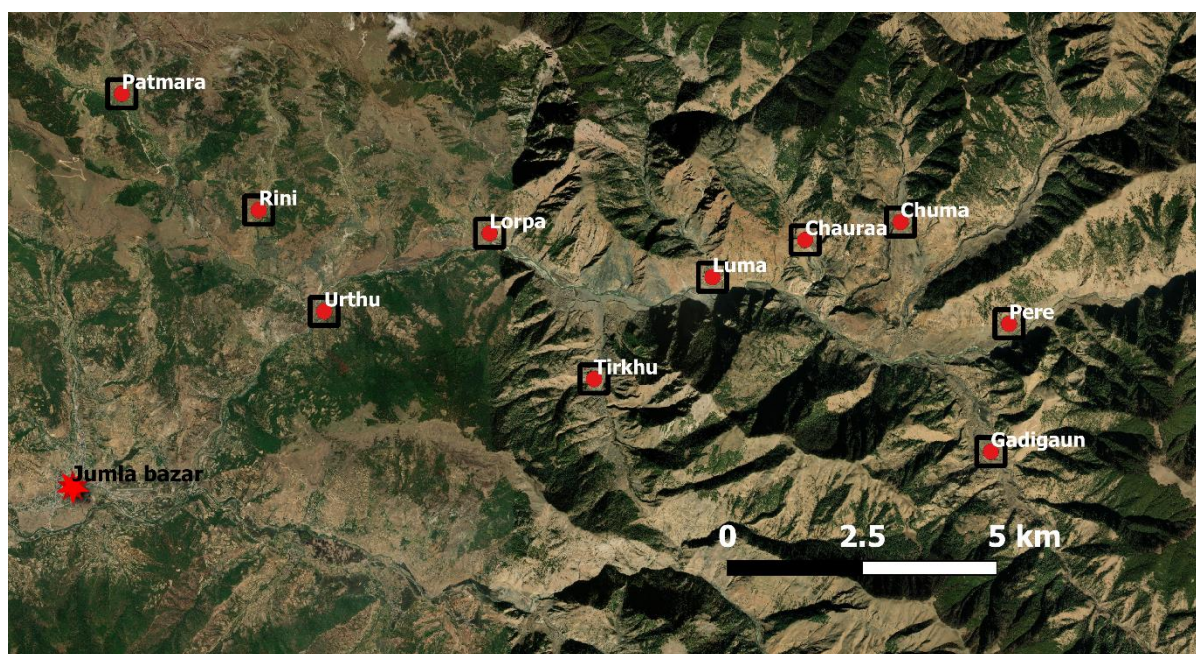 Patmara
Rini
Lorpa
Chuma
Chauraa
Luma
Urthu
Pere
Tirkhu
Gadigaun
Jumla bazar
0 2.5 5 km